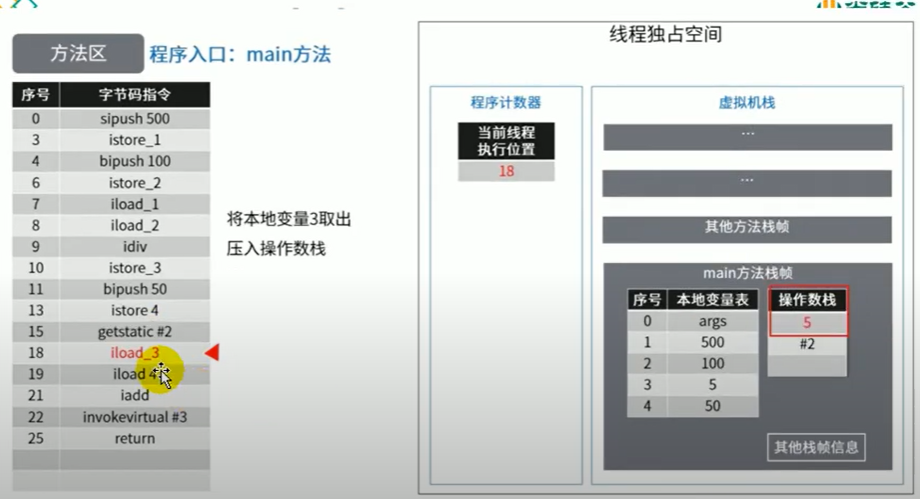 方法区
程序入口：main方法
序号 字节码指令
0 sipush 500
3 istore_1
4 bipush 100
6 istore_2
7 iload_1
8 iload_2
9 idiv
10 istore_3
11 bipush 50
13 istore 4
15 getstatic #2
18 iload_3
19 iload 4
21 iadd
22 invokevirtual #3
25 return
将本地变量3取出
压入操作数栈
线程独占空间
程序计数器
当前线程
执行位置
18
虚拟机栈
...
...
其他方法栈帧
main方法栈帧
序号 本地变量表
0 args
1 500
2 100
3 5
4 50
操作数栈
5
#2
其他栈帧信息